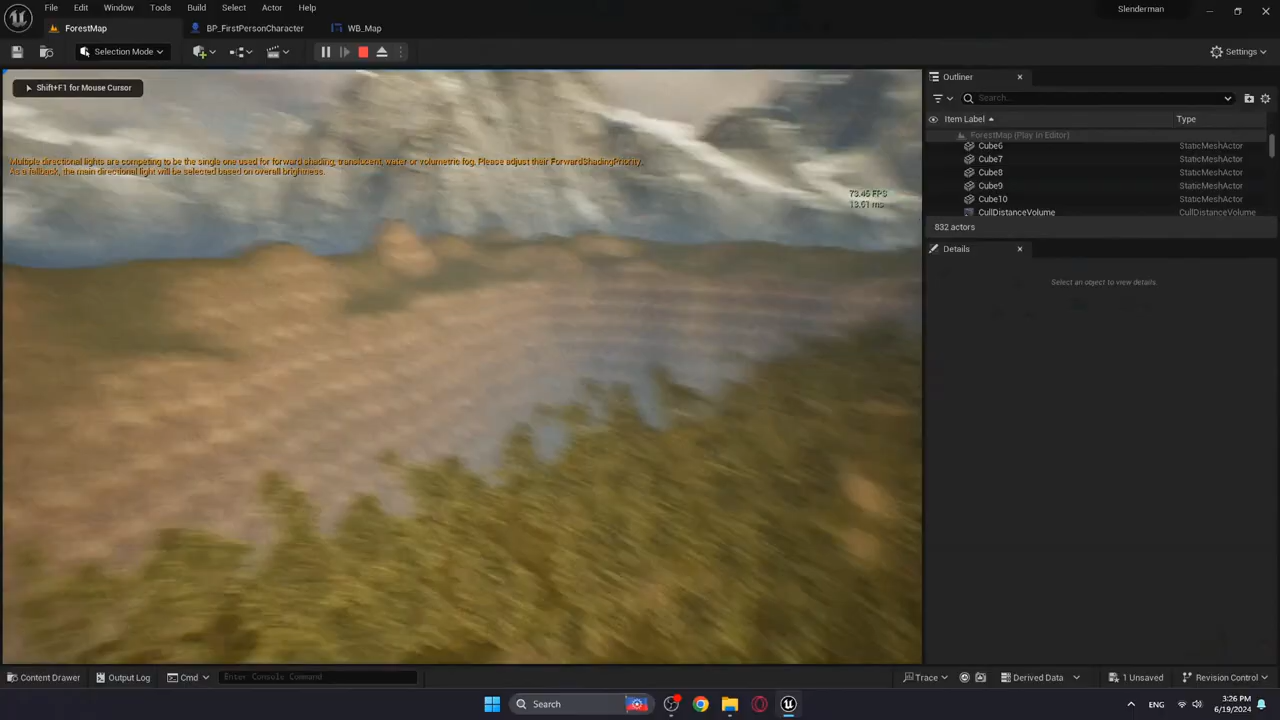 File Edit Window Tools Build Select Actor Help
Slenderman
ForestMap
BP_FirstPersonCharacter
WB_Map
Selection Mode
Settings
Shift+F1 for Mouse Cursor
Multiple directional lights are competing to be the single one used for forward shading, translucent, water or volumetric fog. Please adjust their ForwardShadingPriority.
As a fallback, the main directional light will be selected based on overall brightness.
73.45 FPS
13.61 ms
Outliner
Search...
Item Label
Type
ForestMap (Play In Editor)
Cube6 StaticMeshActor
Cube7 StaticMeshActor
Cube8 StaticMeshActor
Cube9 StaticMeshActor
Cube10 StaticMeshActor
CullDistanceVolume CullDistanceVolume
832 actors
Details
Select an object to view details.
Content Drawer
Output Log
Cmd
Enter Console Command
Trace
Derived Data
1 Unsaved
Revision Control
Search
ENG
3:26 PM
6/19/2024